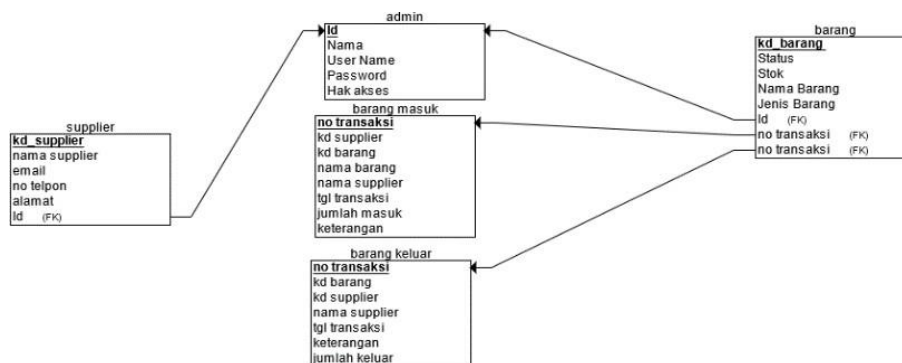 admin
Id
Nama
User Name
Password
Hak akses
barang
kd_barang
Status
Stok
Nama Barang
Jenis Barang
Id (FK)
no transaksi (FK)
no transaksi (FK)
barang masuk
no transaksi
kd supplier
kd barang
nama barang
nama supplier
tgl transaksi
jumlah masuk
keterangan
supplier
kd_supplier
nama supplier
email
no telpon
alamat
Id (FK)
barang keluar
no transaksi
kd barang
kd supplier
nama supplier
tgl transaksi
keterangan
jumlah keluar